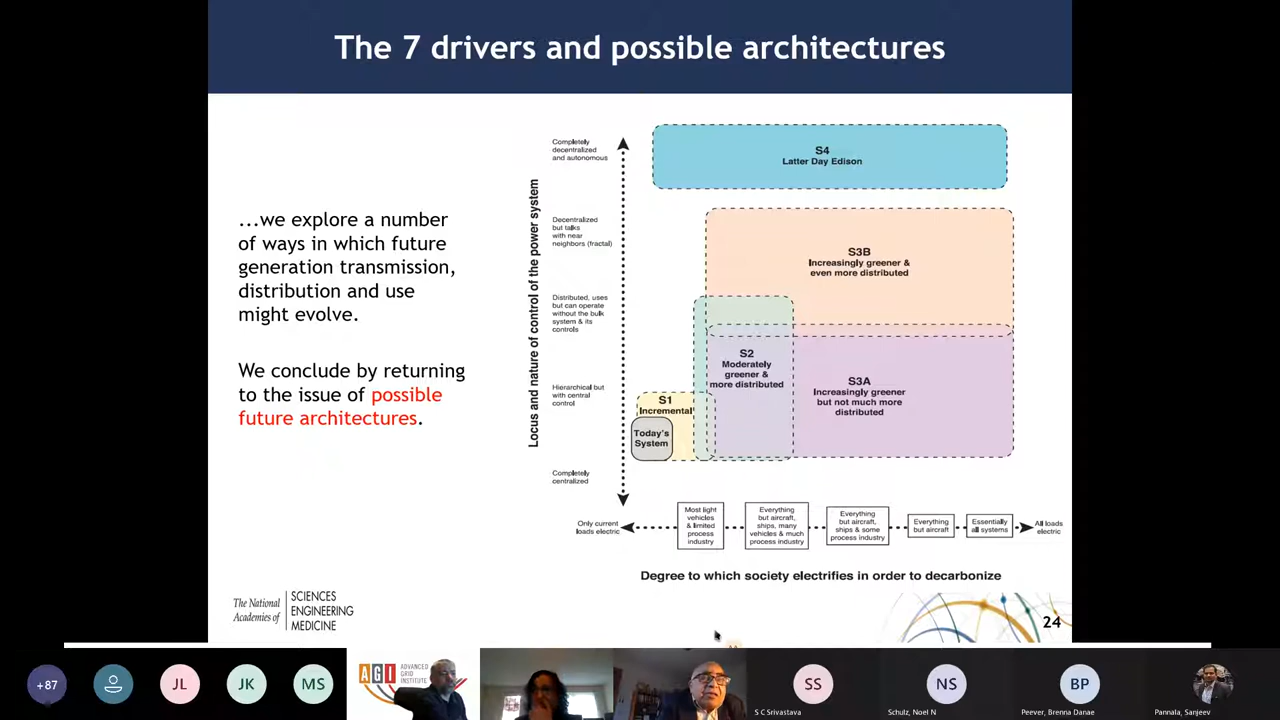 The 7 drivers and possible architectures
...we explore a number
of ways in which future
generation transmission,
distribution and use
might evolve.
We conclude by returning
to the issue of possible
future architectures.
Locus and nature of control of the power system
Completely
decentralized
and autonomous
Decentralized
but talks
with near
neighbors (fractal)
Distributed, uses
but can operate
without the bulk
system & its
controls
Hierarchical but
with central
control
Completely
centralized
S4
Latter Day Edison
S3B
Increasingly greener &
even more distributed
S2
Moderately
greener &
more distributed
S3A
Increasingly greener
but not much more
distributed
S1
Incremental
Today's
System
Only current
loads electric
Most light
vehicles
& limited
process
industry
Everything
but aircraft,
ships, many
vehicles & much
process industry
Everything
but aircraft,
ships & some
process industry
Everything
but aircraft
Essentially
all systems
All loads
electric
Degree to which society electrifies in order to decarbonize
The National
Academies of
SCIENCES
ENGINEERING
MEDICINE
24
+87
JL
JK
MS
AGI
ADVANCED
GRID
INSTITUTE
SS
S C Srivastava
NS
Schulz, Noel N
BP
Peever, Brenna Danae
Pannala, Sanjeev